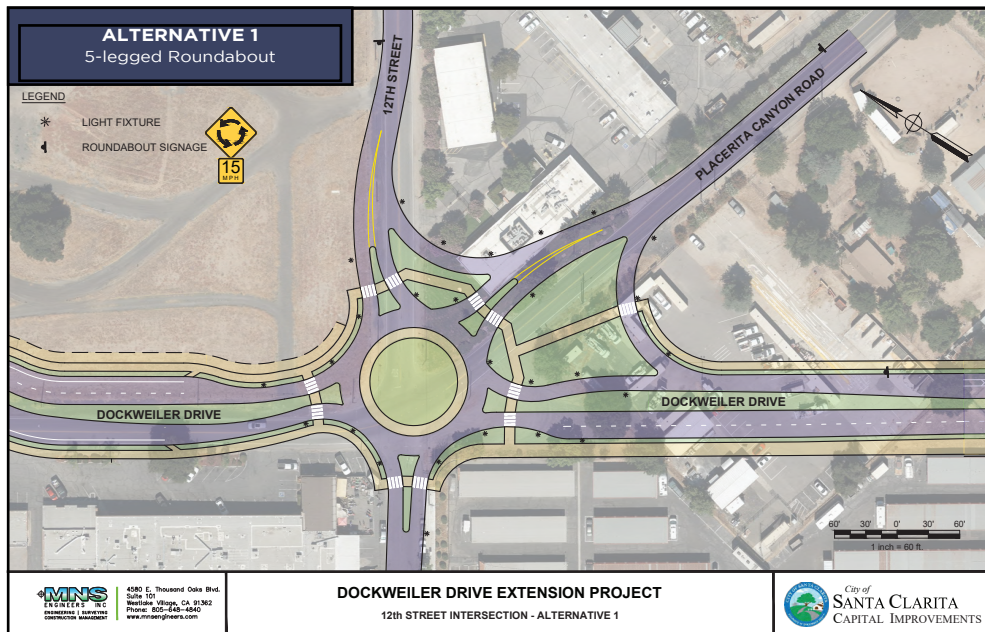 ALTERNATIVE 1
5-legged Roundabout
LEGEND
LIGHT FIXTURE
ROUNDABOUT SIGNAGE
15
MPH
12TH STREET
PLACERITA CANYON ROAD
DOCKWEILER DRIVE
DOCKWEILER DRIVE
60' 30' 0' 30' 60'
1 inch = 60 ft.
MNS
ENGINEERS INC
ENGINEERING | SURVEYING
CONSTRUCTION MANAGEMENT
4580 E. Thousand Oaks Blvd.
Suite 101
Westlake Village, CA 91362
Phone: 805-648-4840
www.mnsengineers.com
DOCKWEILER DRIVE EXTENSION PROJECT
12th STREET INTERSECTION - ALTERNATIVE 1
City of
SANTA CLARITA
CAPITAL IMPROVEMENTS